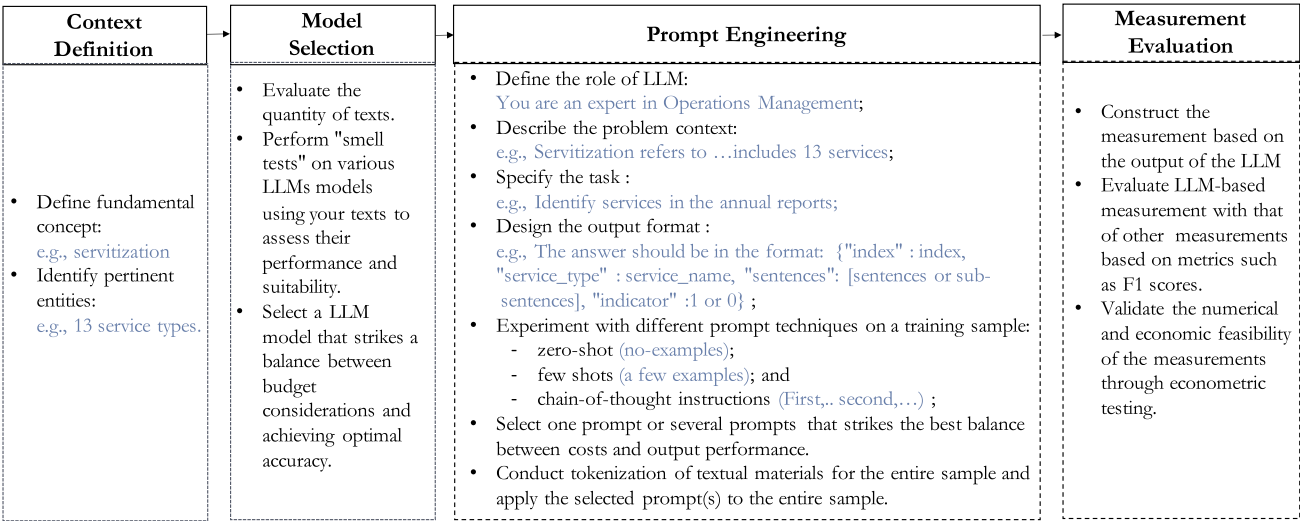 Context
Definition
• Define fundamental
concept:
e.g., servitization
• Identify pertinent
entities:
e.g., 13 service types.
Model
Selection
• Evaluate the
quantity of texts.
• Perform "smell
tests" on various
LLMs models
using your texts to
assess their
performance and
suitability.
• Select a LLM
model that strikes a
balance between
budget
considerations and
achieving optimal
accuracy.
Prompt Engineering
• Define the role of LLM:
You are an expert in Operations Management;
• Describe the problem context:
e.g., Servitization refers to …includes 13 services;
• Specify the task :
e.g., Identify services in the annual reports;
• Design the output format :
e.g., The answer should be in the format: {"index" : index,
"service_type" : service_name, "sentences": [sentences or sub-
sentences], "indicator" :1 or 0} ;
• Experiment with different prompt techniques on a training sample:
- zero-shot (no-examples);
- few shots (a few examples); and
- chain-of-thought instructions (First,.. second,…) ;
• Select one prompt or several prompts that strikes the best balance
between costs and output performance.
• Conduct tokenization of textual materials for the entire sample and
apply the selected prompt(s) to the entire sample.
Measurement
Evaluation
• Construct the
measurement based on
the output of the LLM
• Evaluate LLM-based
measurement with that
of other measurements
based on metrics such
as F1 scores.
• Validate the numerical
and economic feasibility
of the measurements
through econometric
testing.